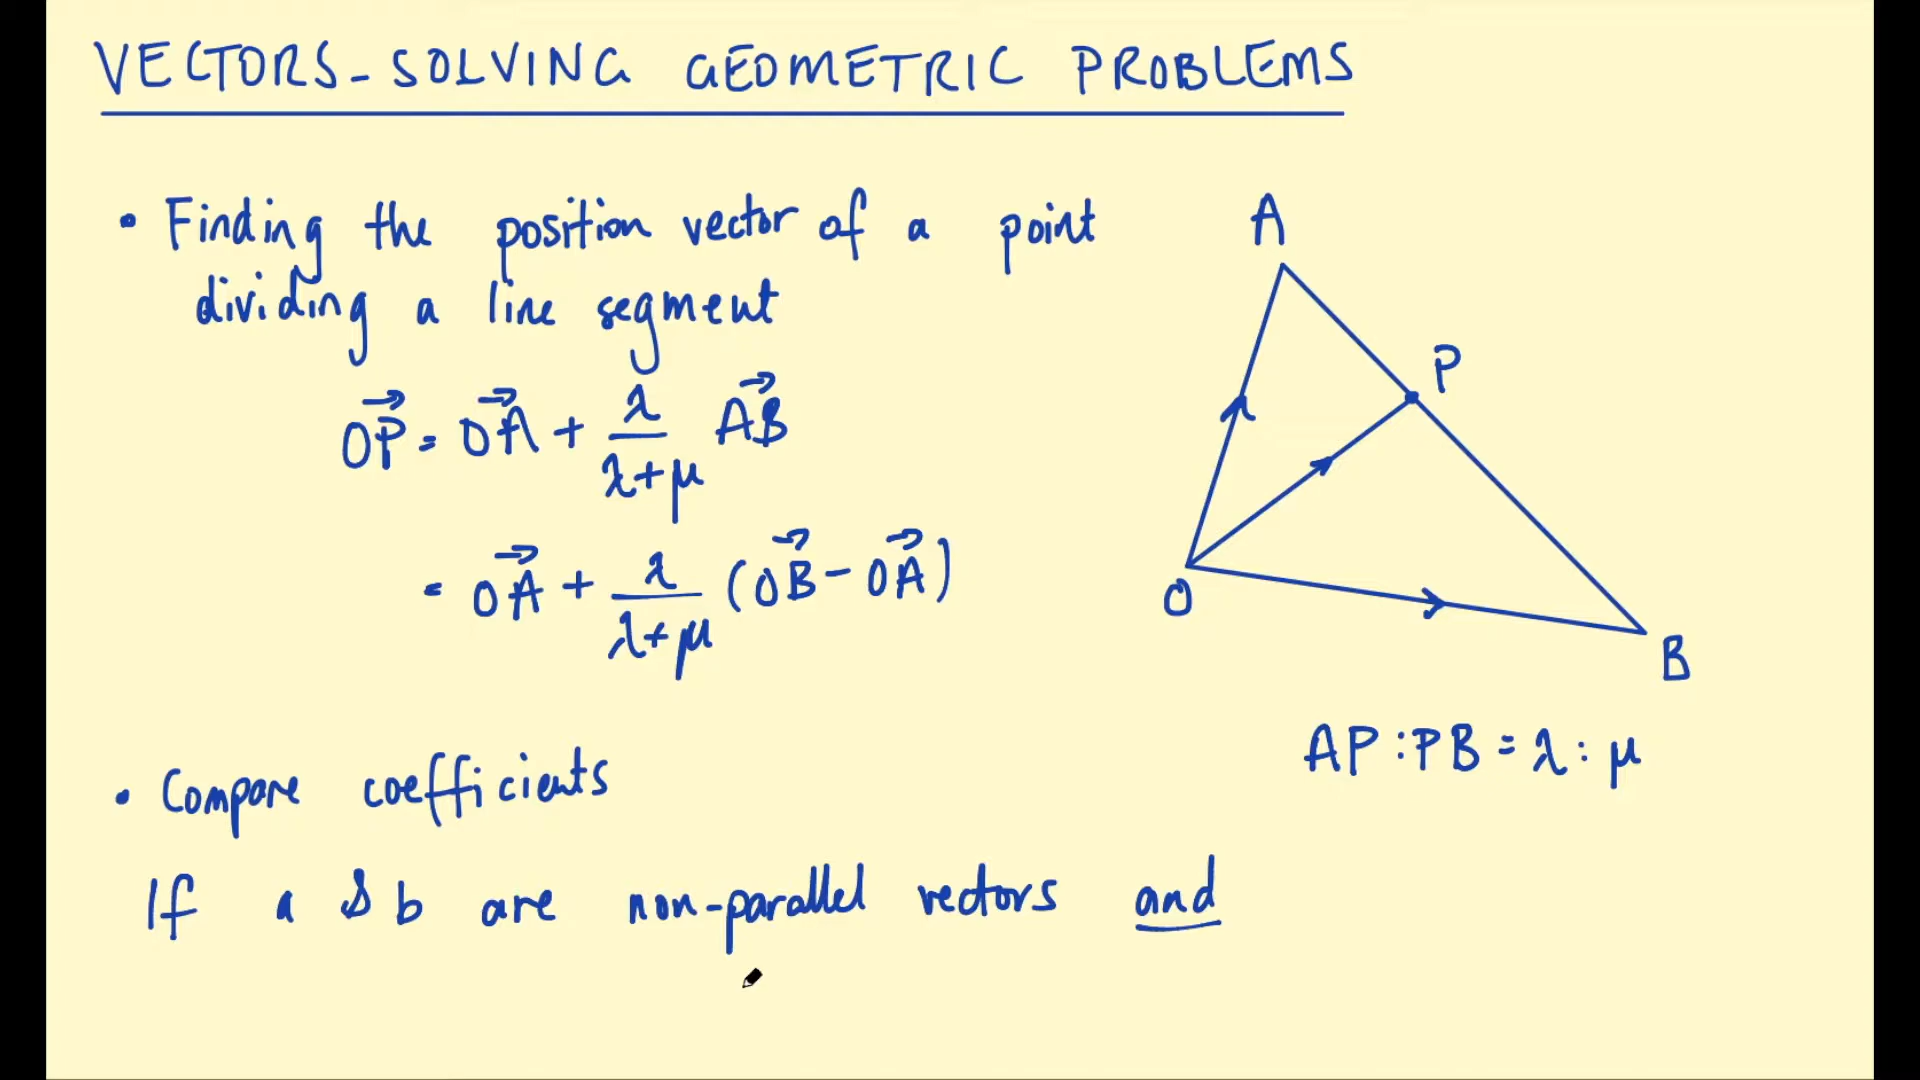 VECTORS-SOLVING GEOMETRIC PROBLEMS
• Finding the position vector of a point
dividing a line segment
OP⃗ = OA⃗ + λ/(λ+μ) AB⃗
= OA⃗ + λ/(λ+μ) (OB⃗ - OA⃗)
A
P
O
B
AP:PB = λ:μ
• Compare coefficients
If a & b are non-parallel vectors and